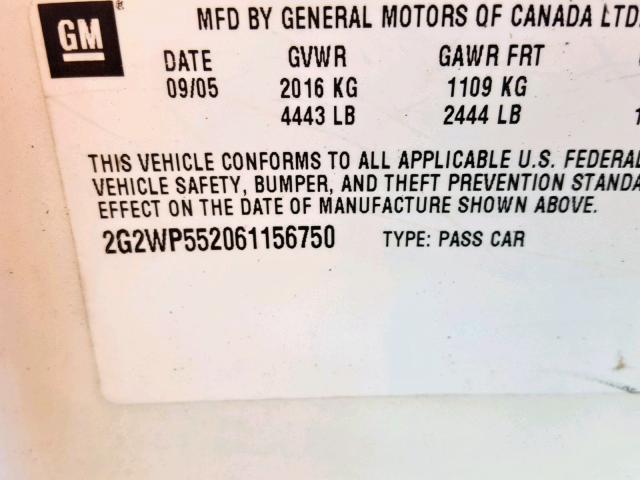 GM
MFD BY GENERAL MOTORS OF CANADA LTD.
DATE GVWR GAWR FRT
09/05 2016 KG 1109 KG
4443 LB 2444 LB
THIS VEHICLE CONFORMS TO ALL APPLICABLE U.S. FEDERAL
VEHICLE SAFETY, BUMPER, AND THEFT PREVENTION STANDA
EFFECT ON THE DATE OF MANUFACTURE SHOWN ABOVE.
2G2WP552061156750 TYPE: PASS CAR